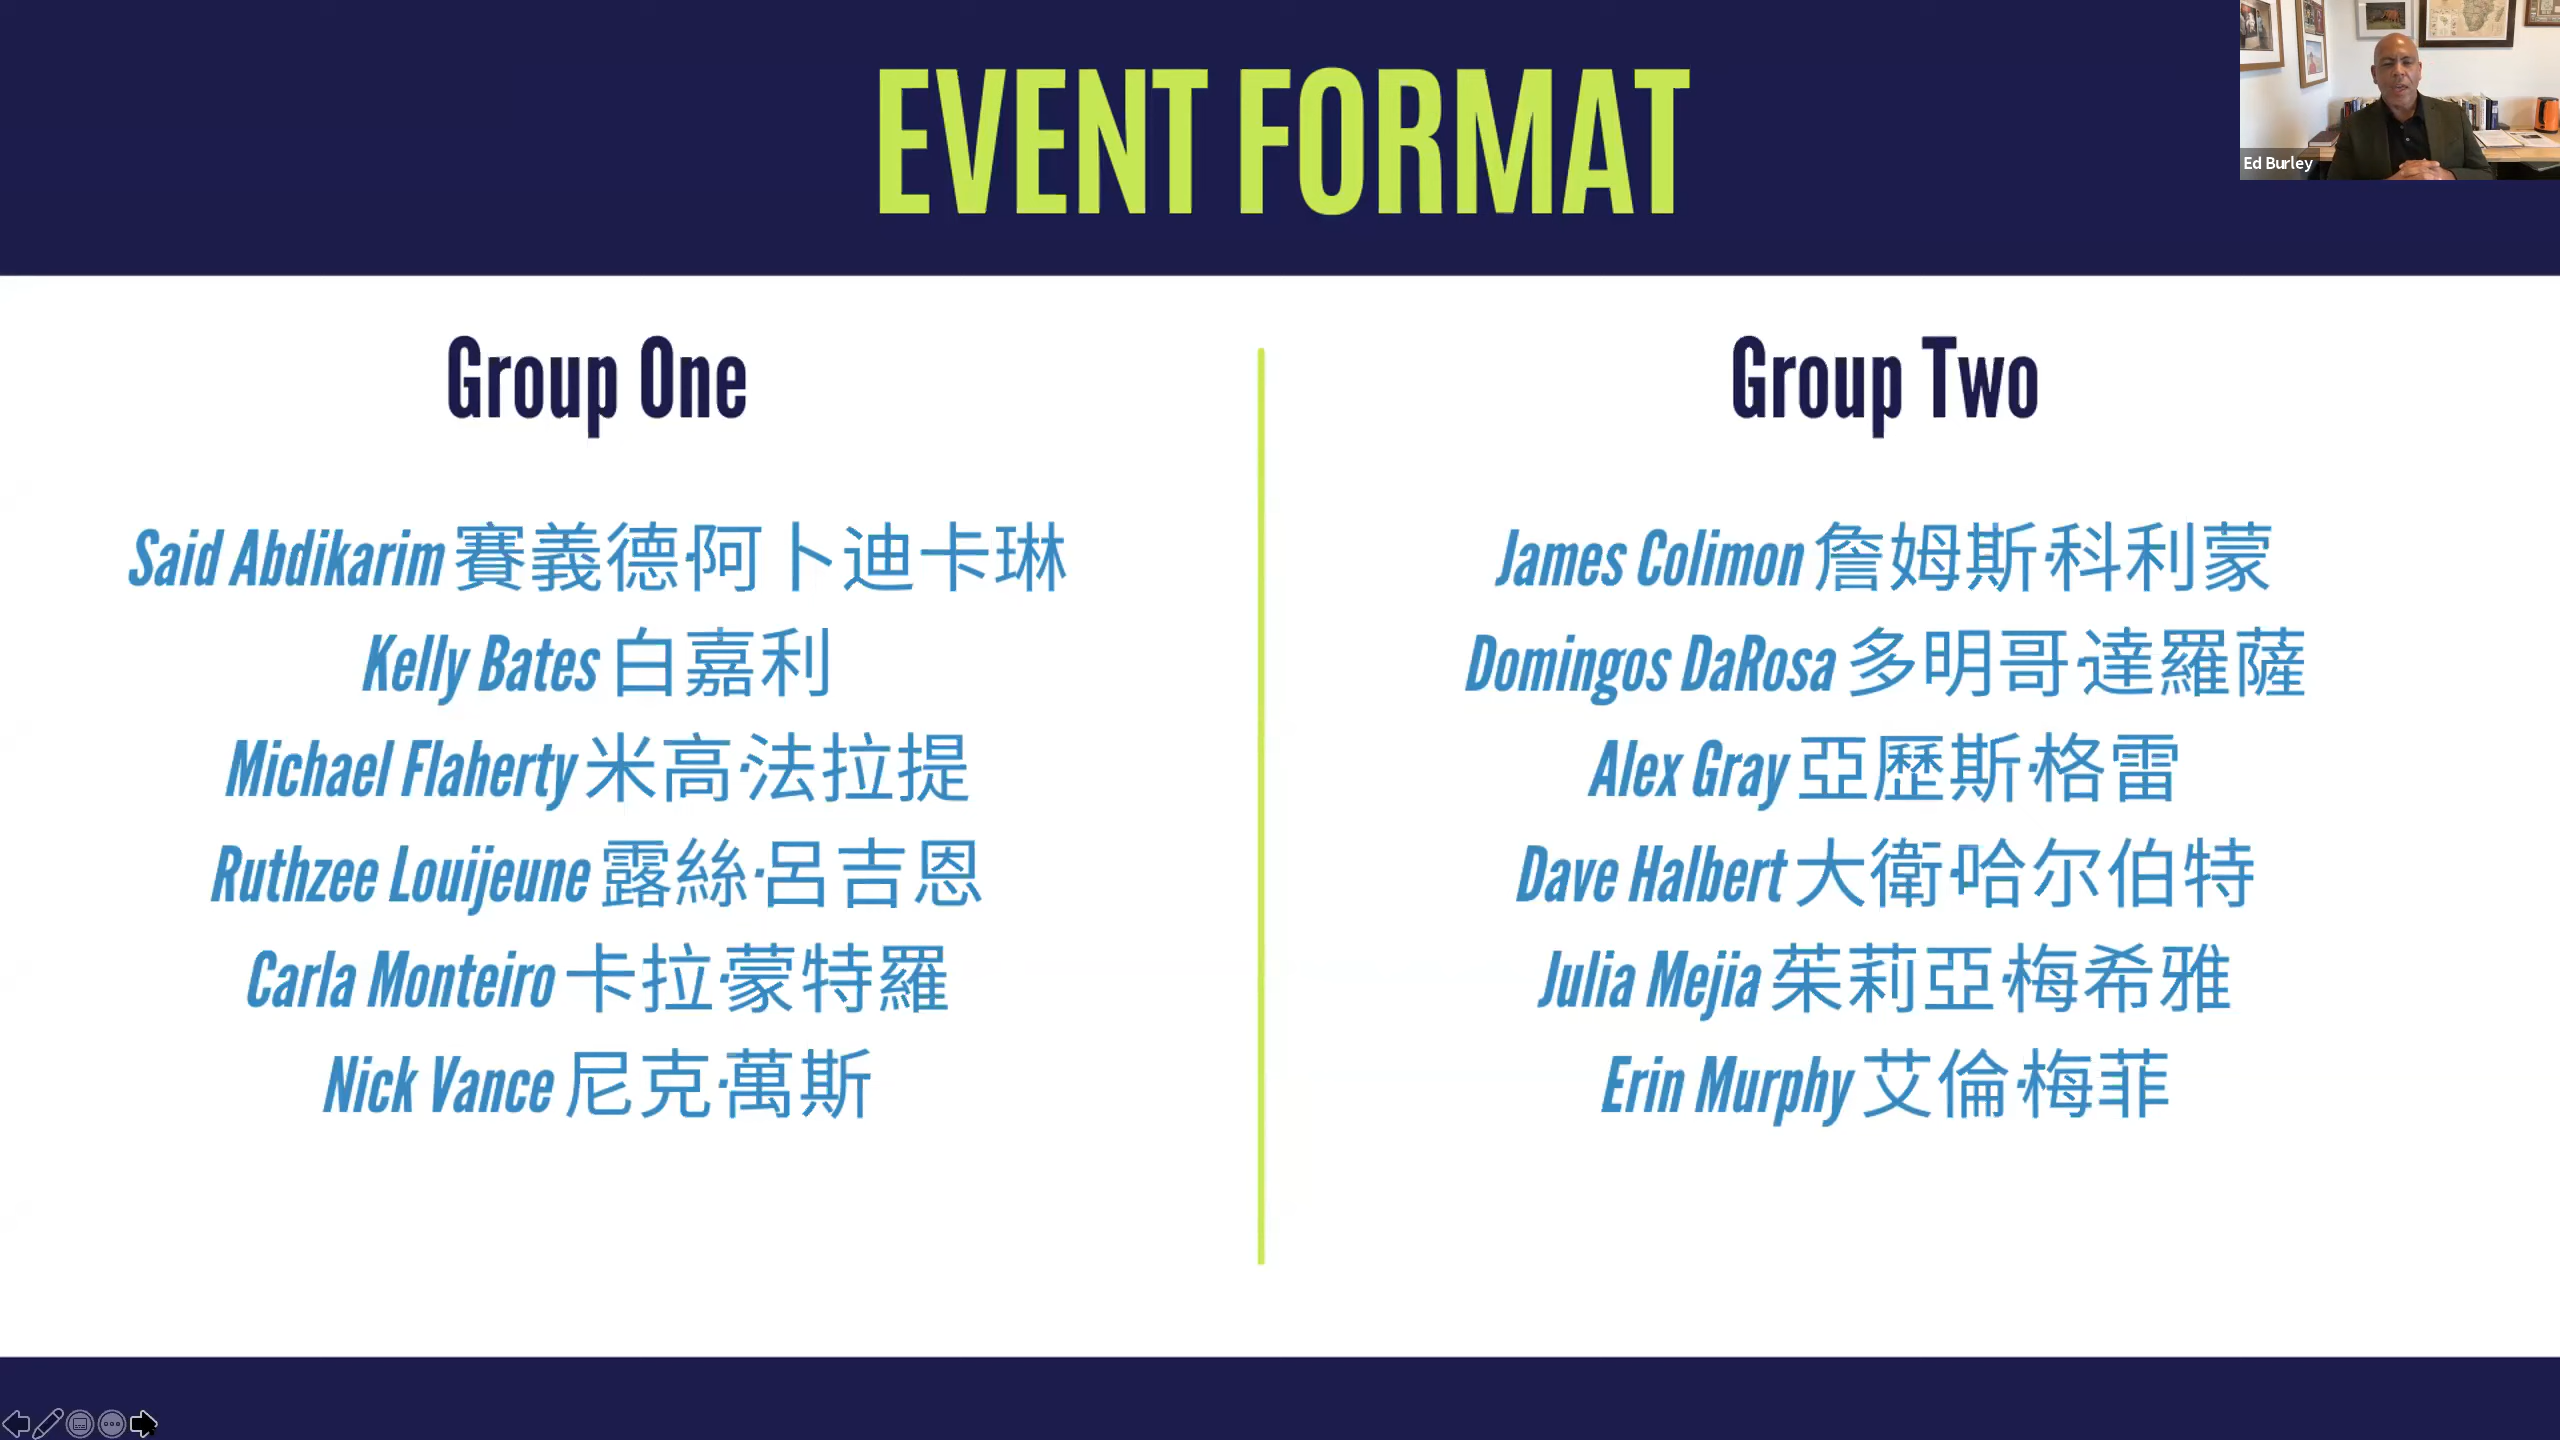 EVENT FORMAT
Ed Burley
Group One
Said Abdikarim 賽義德·阿卜迪卡琳
Kelly Bates 白嘉利
Michael Flaherty 米高·法拉提
Ruthzee Louijeune 露絲·呂吉恩
Carla Monteiro 卡拉·蒙特羅
Nick Vance 尼克·萬斯
Group Two
James Colimon 詹姆斯·科利蒙
Domingos DaRosa 多明哥·達羅薩
Alex Gray 亞歷斯·格雷
Dave Halbert 大衛·哈尔伯特
Julia Mejia 茱莉亞·梅希雅
Erin Murphy 艾倫·梅菲